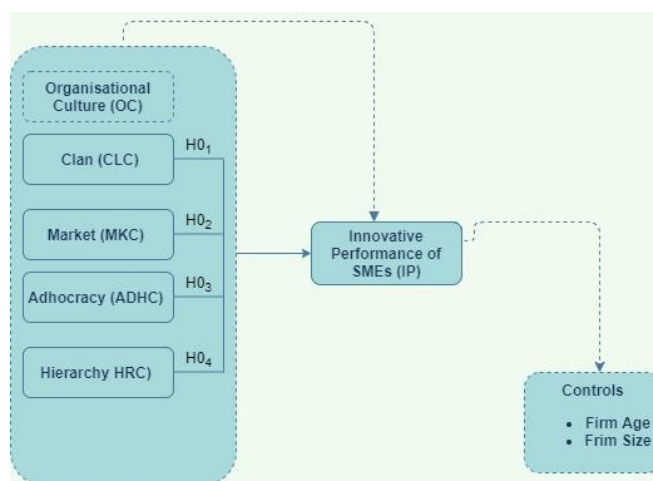 Organisational
Culture (OC)
Clan (CLC)
H0₁
Market (MKC)
H0₂
Adhocracy (ADHC)
H0₃
Hierarchy HRC)
H0₄
Innovative
Performance of
SMEs (IP)
Controls
• Firm Age
• Frim Size